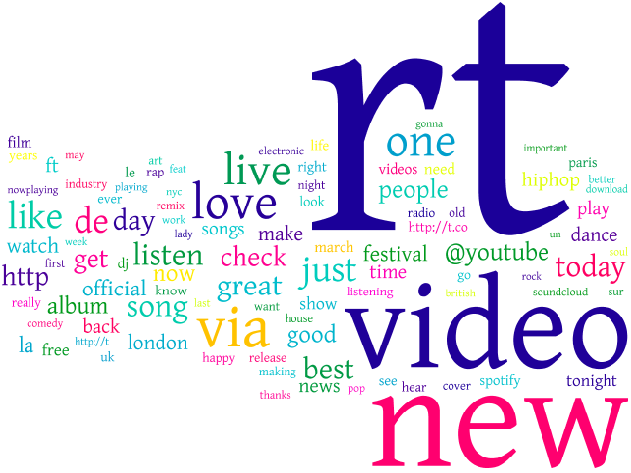 rt
gonna
one
film
years
ft
may
art
rap
feat
le
live
electronic
life
right
night
look
videos
need
people
important
paris
hiphop
better
download
nowplaying
industry
playing
ever
nyc
remix
work
love
radio
old
http://t.co
play
like
de
day
lady
songs
make
un
dance
watch
week
get
dj
listen
check
march
festival
@youtube
soul
http
first
now
know
just
time
go
rock
today
really
album
official
song
last
great
want
show
listening
british
soundcloud
sur
comedy
back
via
house
good
video
la
free
http://t
uk
london
happy
release
making
best
news
pop
thanks
see
hear
cover
spotify
tonight
new